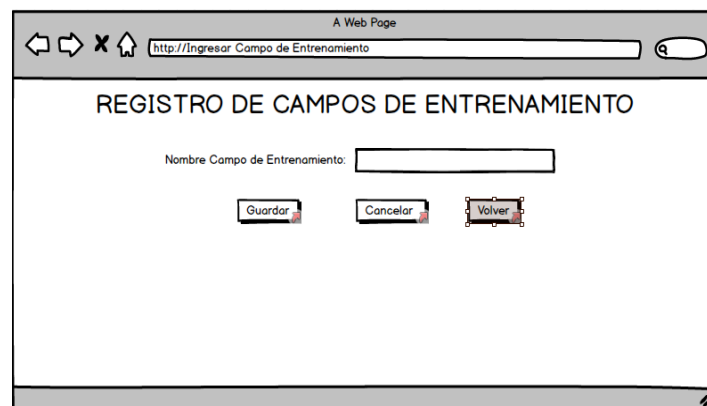 A Web Page
http://Ingresar Campo de Entrenamiento
REGISTRO DE CAMPOS DE ENTRENAMIENTO
Nombre Campo de Entrenamiento:
Guardar Cancelar Volver